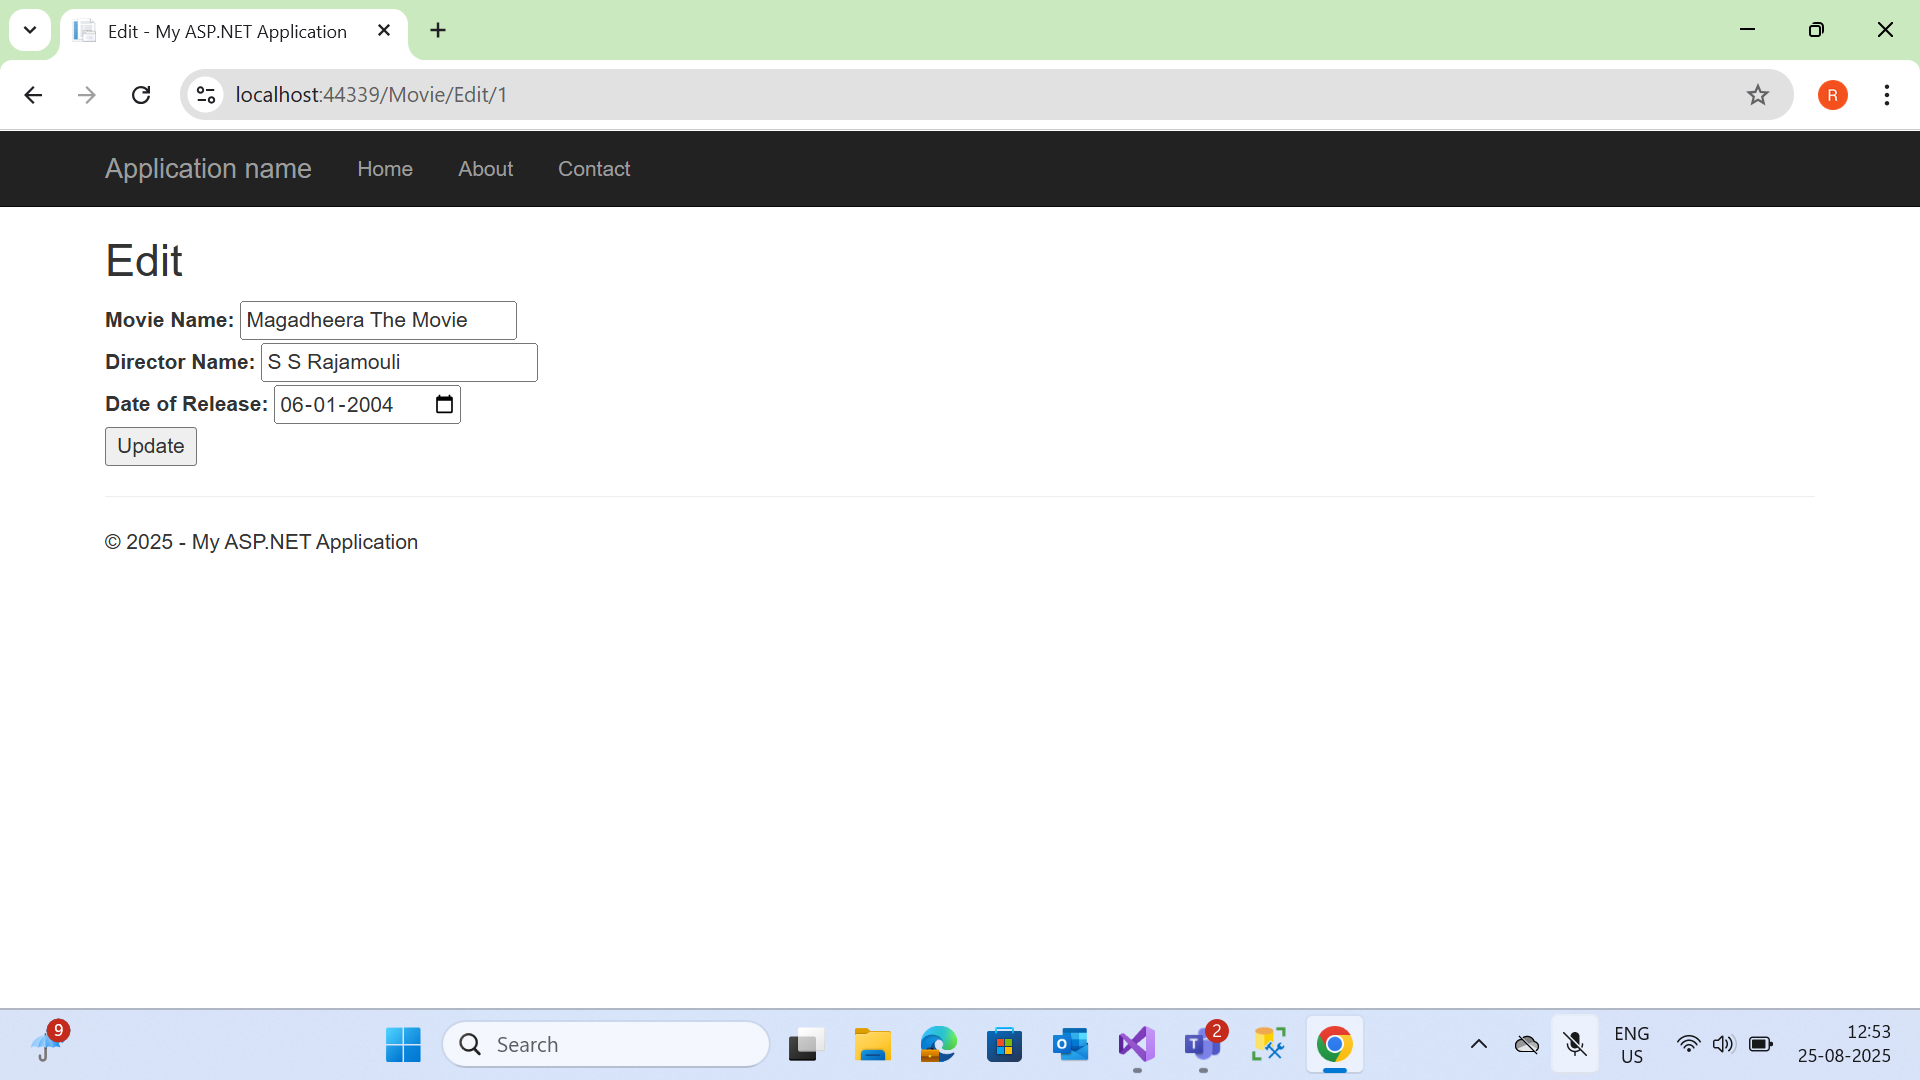 Edit - My ASP.NET Application
localhost:44339/Movie/Edit/1
R
Application name Home About Contact
Edit
Movie Name: Magadheera The Movie
Director Name: S S Rajamouli
Date of Release: 06-01-2004
Update
© 2025 - My ASP.NET Application
9
Search
2
ENG
US
12:53
25-08-2025